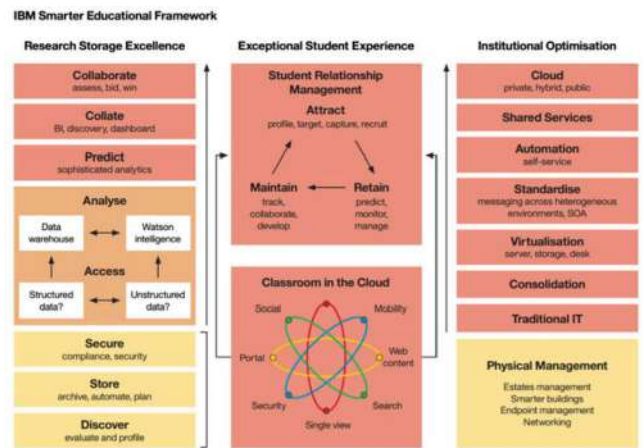 IBM Smarter Educational Framework
Research Storage Excellence
Collaborate
assess, bid, win
Collate
BI, discovery, dashboard
Predict
sophisticated analytics
Analyse
Data
warehouse
Watson
intelligence
Access
Structured
data?
Unstructured
data?
Secure
compliance, security
Store
archive, automate, plan
Discover
evaluate and profile
Exceptional Student Experience
Student Relationship
Management
Attract
profile, target, capture, recruit
Maintain
track,
collaborate,
develop
Retain
predict,
monitor,
manage
Classroom in the Cloud
Social
Mobility
Portal
Web
content
Security
Search
Single view
Institutional Optimisation
Cloud
private, hybrid, public
Shared Services
Automation
self-service
Standardise
messaging across heterogeneous
environments, SOA
Virtualisation
server, storage, desk
Consolidation
Traditional IT
Physical Management
Estates management
Smarter buildings
Endpoint management
Networking